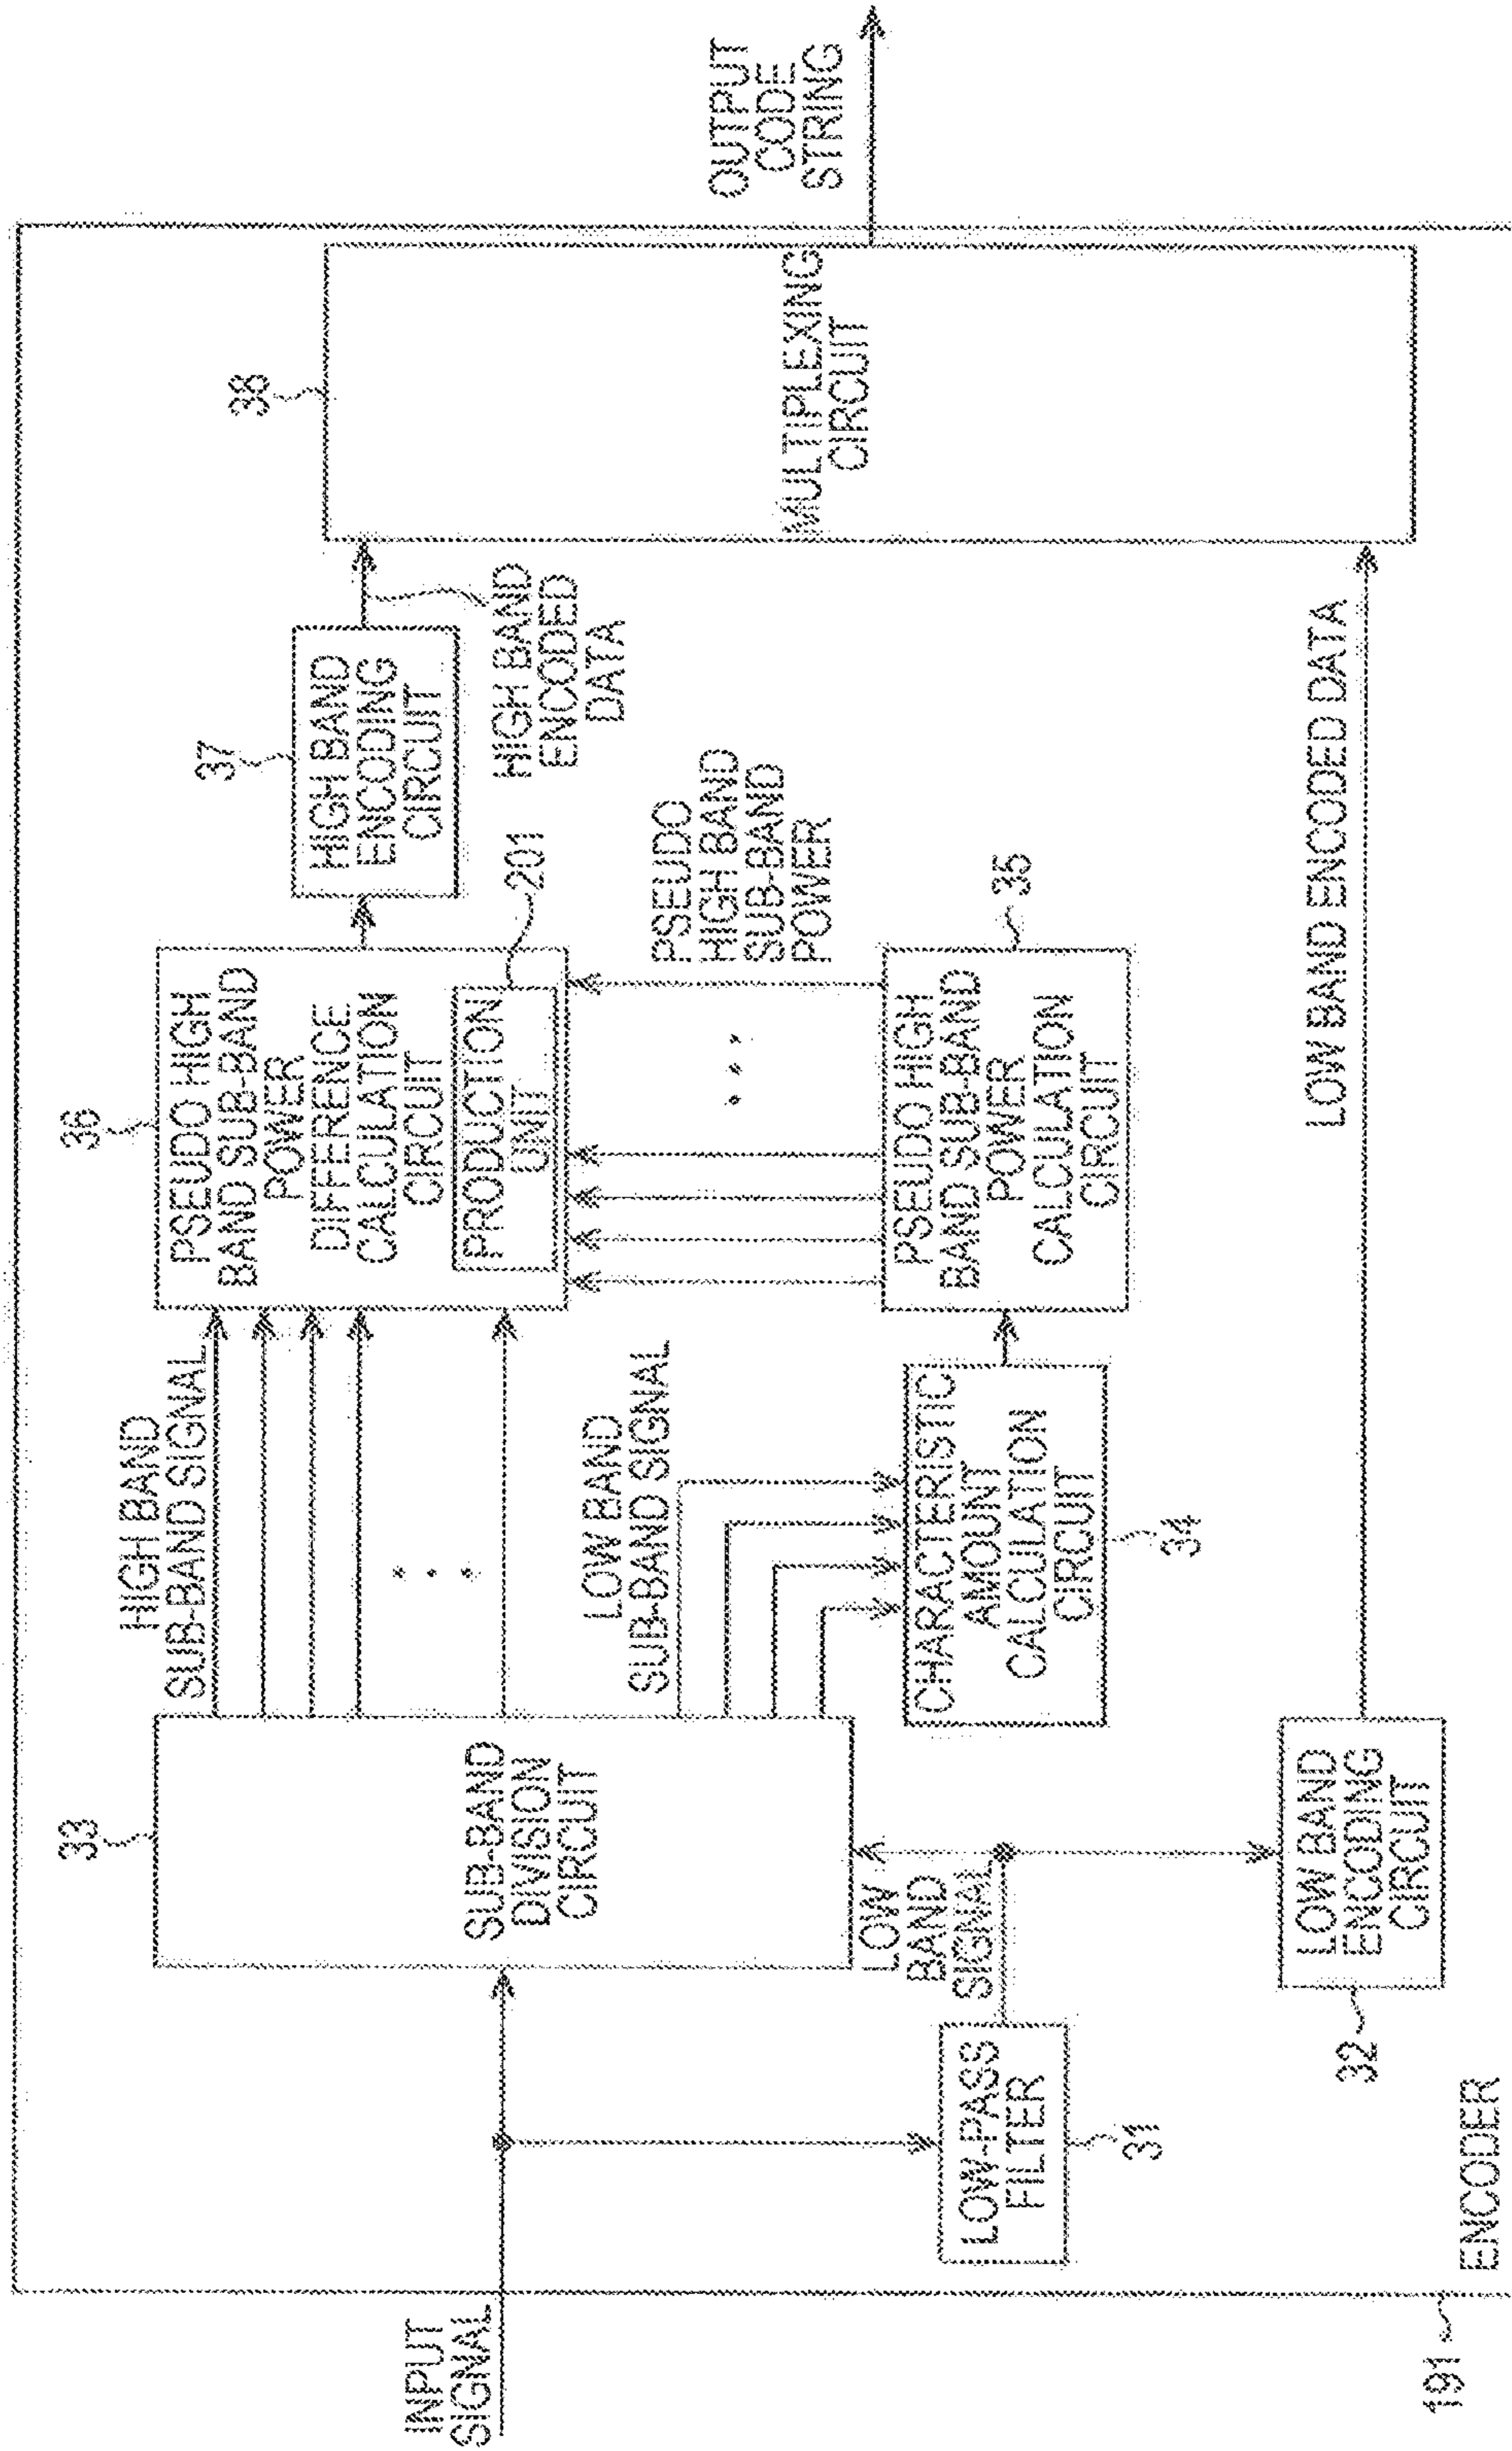 INPUT
SIGNAL
191
ENCODER
33
SUB-BAND
DIVISION
CIRCUIT
LOW-PASS
FILTER
31
LOW
BAND
SIGNAL
LOW BAND
ENCODING
CIRCUIT
32
HIGH BAND
SUB-BAND SIGNAL
LOW BAND
SUB-BAND SIGNAL
CHARACTERISTIC
AMOUNT
CALCULATION
CIRCUIT
34
36
PSEUDO HIGH
BAND SUB-BAND
POWER
DIFFERENCE
CALCULATION
CIRCUIT
PRODUCTION
UNIT
201
PSEUDO
HIGH BAND
SUB-BAND
POWER
35
PSEUDO HIGH
BAND SUB-BAND
POWER
CALCULATION
CIRCUIT
37
HIGH BAND
ENCODING
CIRCUIT
HIGH BAND
ENCODED
DATA
LOW BAND ENCODED DATA
38
MULTIPLEXING
CIRCUIT
OUTPUT
CODE
STRING